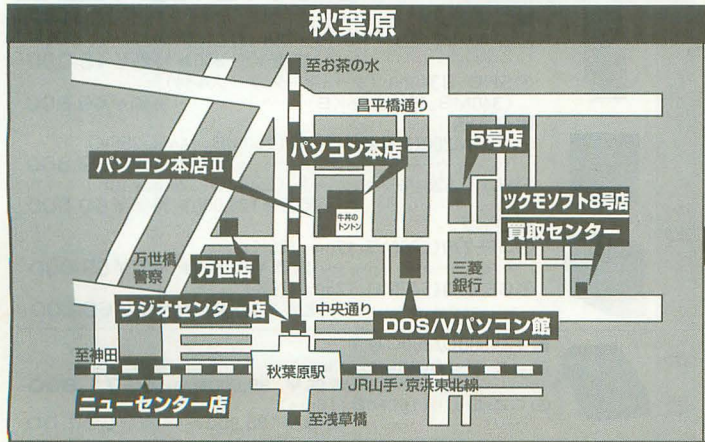 秋葉原
至お茶の水
昌平橋通り
パソコン本店
5号店
パソコン本店Ⅱ
牛丼の
トントン
ツクモソフト8号店
買取センター
万世橋
警察
万世店
三菱
銀行
ラジオセンター店
中央通り
DOS/Vパソコン館
至神田
秋葉原駅
JR山手・京浜東北線
ニューセンター店
至浅草橋